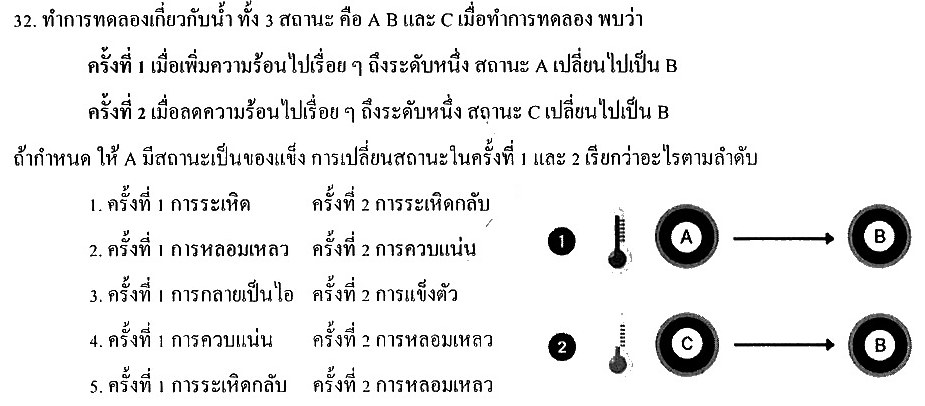 32. ทำการทดลองเกี่ยวกับน้ำ ทั้ง 3 สถานะ คือ A B และ C เมื่อทำการทดลอง พบว่า
ครั้งที่ 1 เมื่อเพิ่มความร้อนไปเรื่อย ๆ ถึงระดับหนึ่ง สถานะ A เปลี่ยนไปเป็น B
ครั้งที่ 2 เมื่อลดความร้อนไปเรื่อย ๆ ถึงระดับหนึ่ง สถานะ C เปลี่ยนไปเป็น B
ถ้ากำหนด ให้ A มีสถานะเป็นของแข็ง การเปลี่ยนสถานะในครั้งที่ 1 และ 2 เรียกว่าอะไรตามลำดับ
1. ครั้งที่ 1 การระเหิด ครั้งที่ 2 การระเหิดกลับ
2. ครั้งที่ 1 การหลอมเหลว ครั้งที่ 2 การควบแน่น
3. ครั้งที่ 1 การกลายเป็นไอ ครั้งที่ 2 การแข็งตัว
4. ครั้งที่ 1 การควบแน่น ครั้งที่ 2 การหลอมเหลว
5. ครั้งที่ 1 การระเหิดกลับ ครั้งที่ 2 การหลอมเหลว
1 A B
2 C B